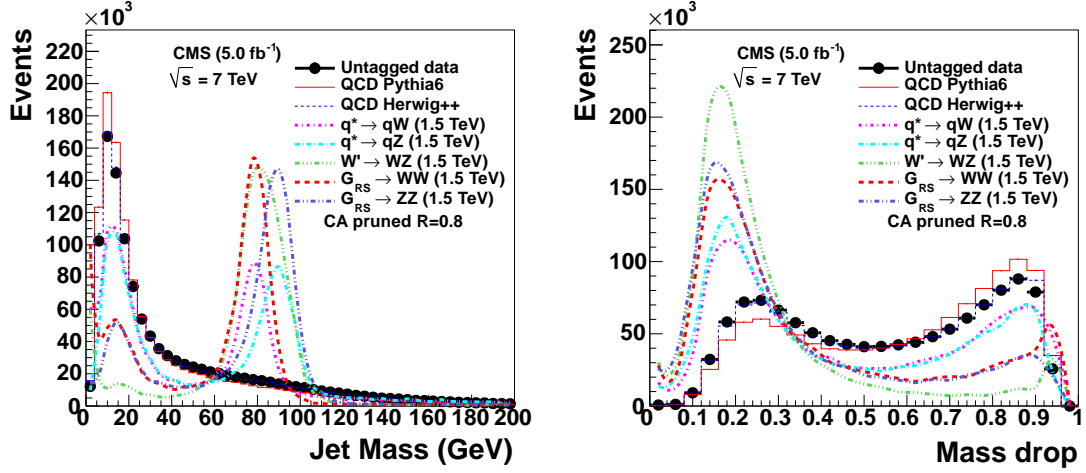 ×10³
Events
220
200
180
160
140
120
100
80
60
40
20
0
CMS (5.0 fb⁻¹)
√s = 7 TeV
Untagged data
QCD Pythia6
QCD Herwig++
q* → qW (1.5 TeV)
q* → qZ (1.5 TeV)
W' → WZ (1.5 TeV)
G_RS → WW (1.5 TeV)
G_RS → ZZ (1.5 TeV)
CA pruned R=0.8
0 20 40 60 80 100 120 140 160 180 200
Jet Mass (GeV)
×10³
Events
250
200
150
100
50
0
CMS (5.0 fb⁻¹)
√s = 7 TeV
Untagged data
QCD Pythia6
QCD Herwig++
q* → qW (1.5 TeV)
q* → qZ (1.5 TeV)
W' → WZ (1.5 TeV)
G_RS → WW (1.5 TeV)
G_RS → ZZ (1.5 TeV)
CA pruned R=0.8
0 0.1 0.2 0.3 0.4 0.5 0.6 0.7 0.8 0.9 1
Mass drop